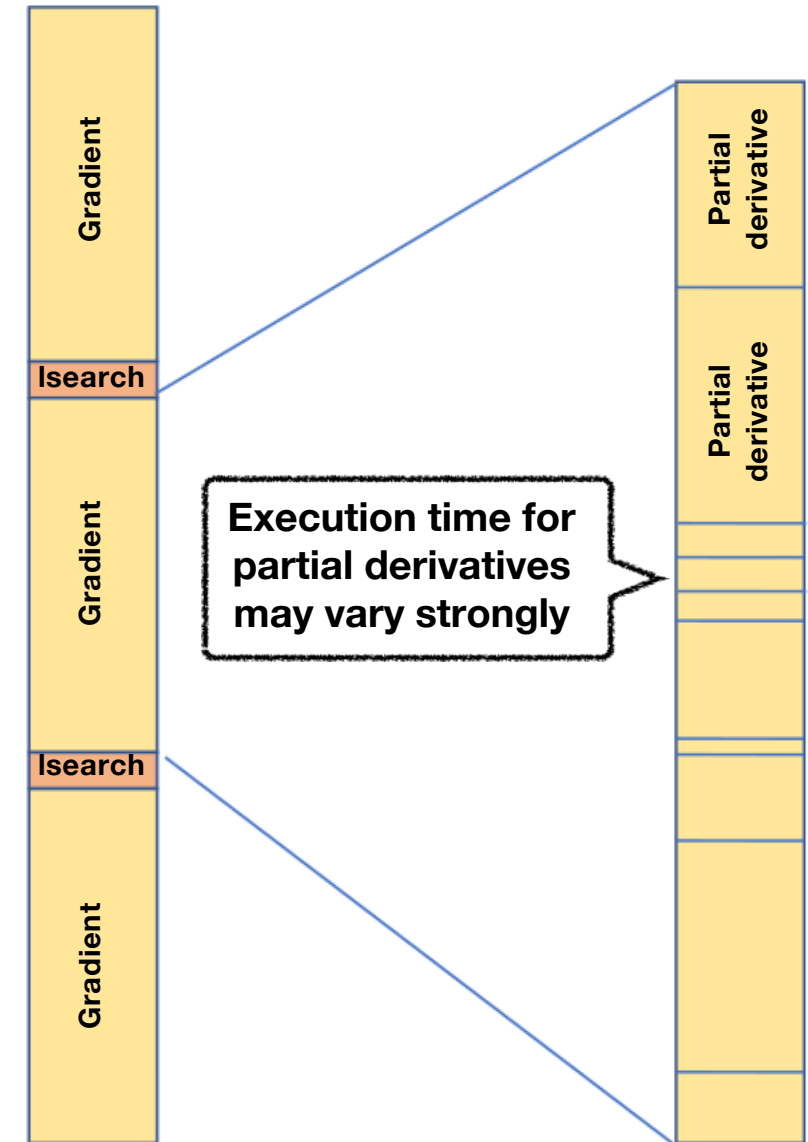 Gradient
lsearch
Gradient
lsearch
Gradient
Execution time for
partial derivatives
may vary strongly
Partial
derivative
Partial
derivative